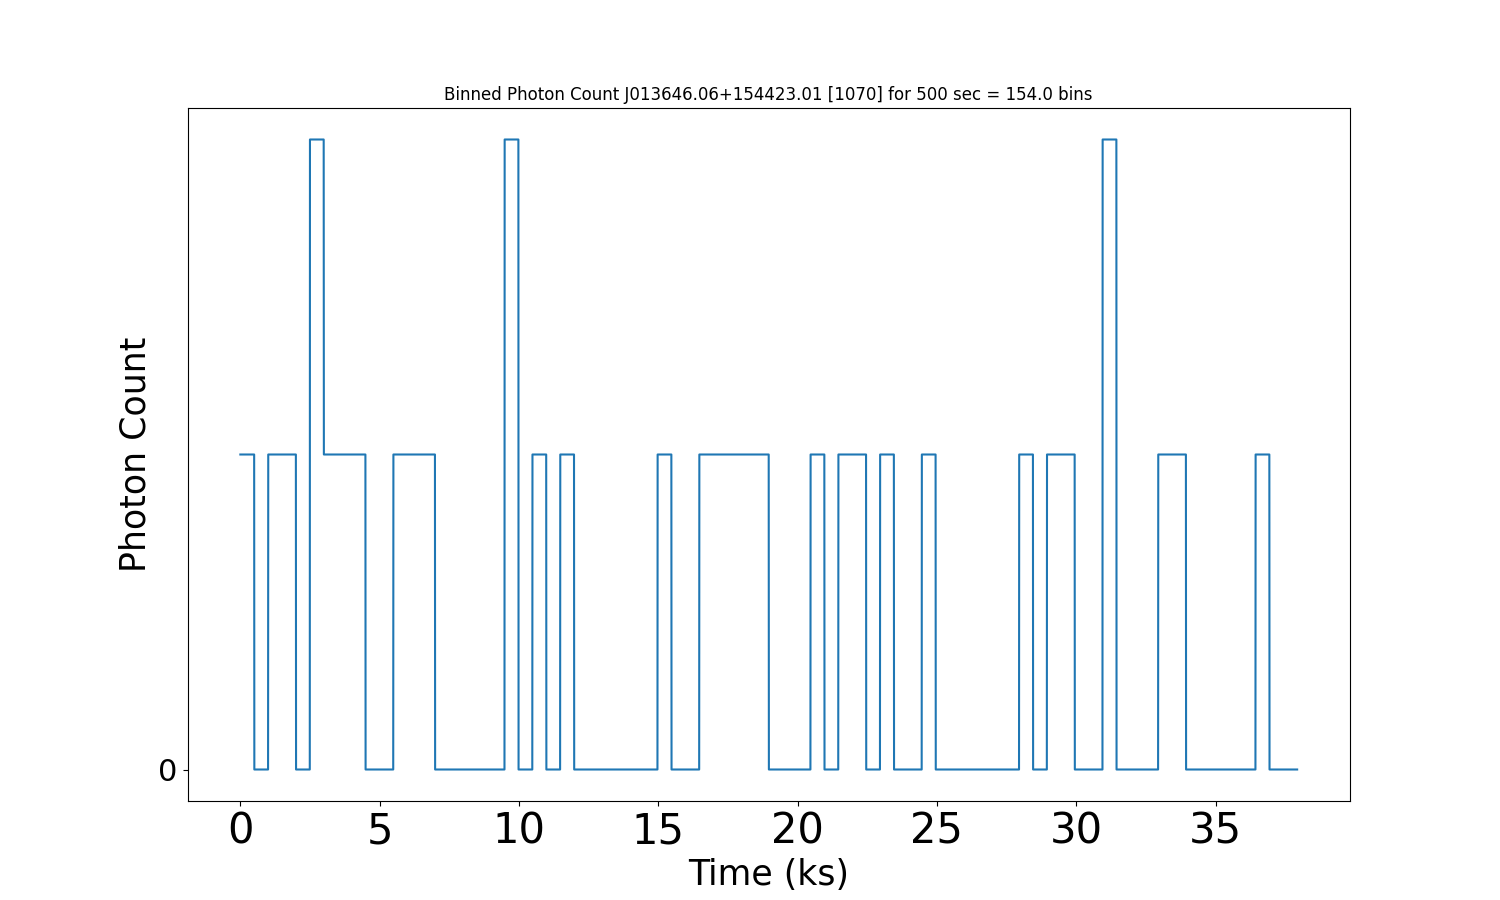 Binned Photon Count J013646.06+154423.01 [1070] for 500 sec = 154.0 bins
Photon Count
0
0 5 10 15 20 25 30 35
Time (ks)